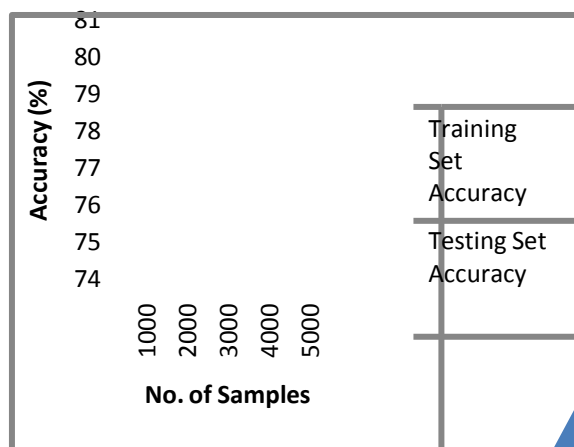 81
80
79
78
77
76
75
74
Accuracy (%)
1000
2000
3000
4000
5000
No. of Samples
Training
Set
Accuracy
Testing Set
Accuracy